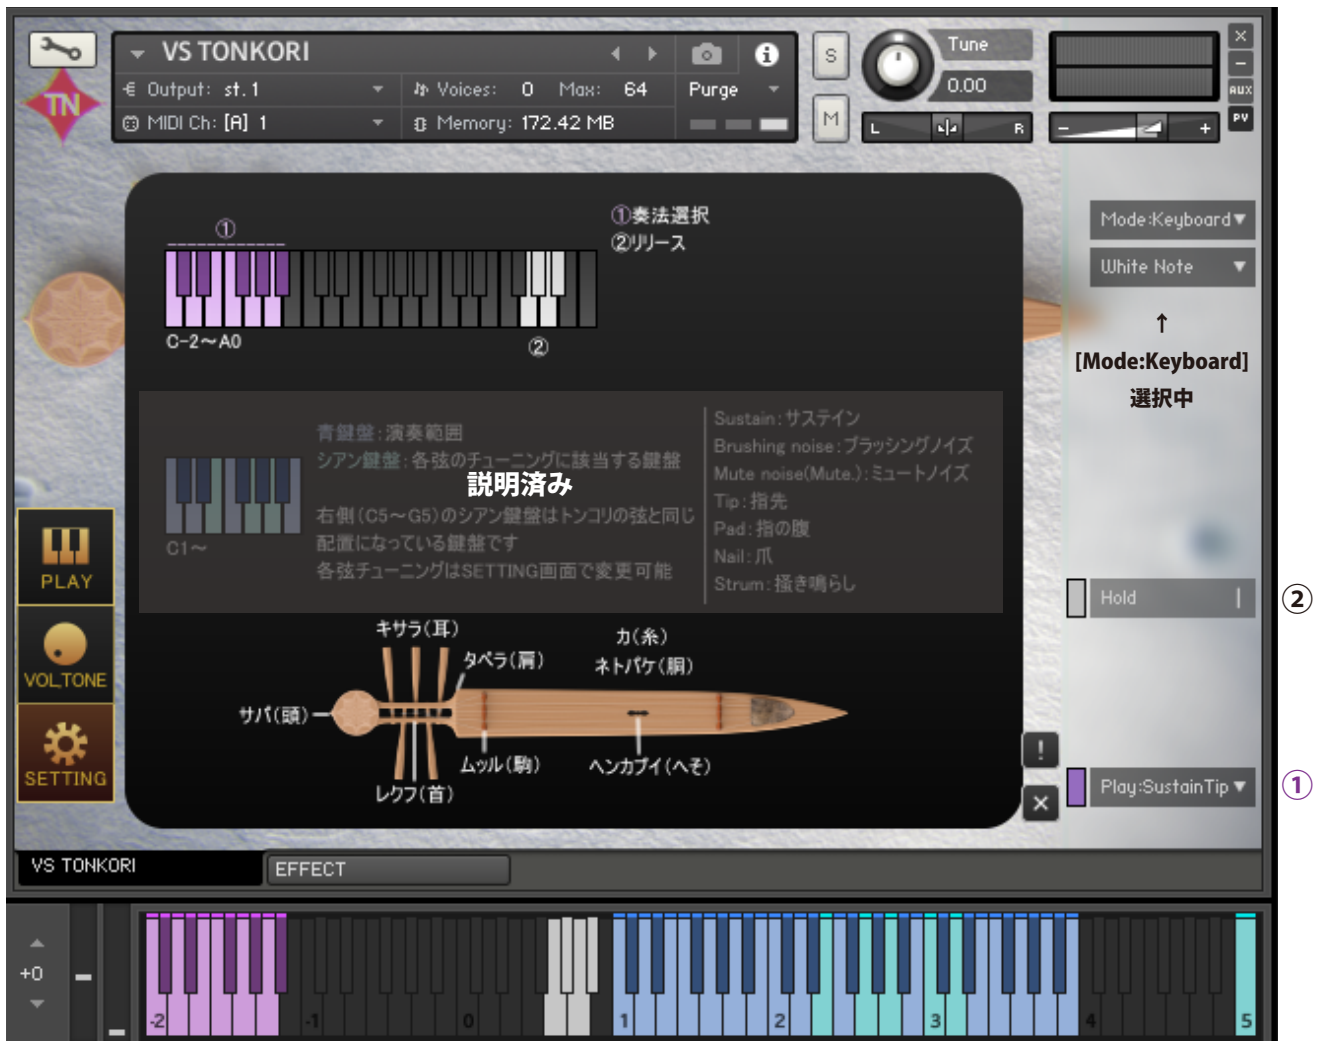 VS TONKORI
Output: st.1
Voices: 0 Max: 64
Purge
MIDI Ch: [A] 1
Memory: 172.42 MB
TN
i
S
M
Tune
0.00
L
R
-
+
×
-
AUX
PV
①
①奏法選択
②リリース
C-2～A0
②
Mode:Keyboard▼
White Note ▼
↑
[Mode:Keyboard]
選択中
青鍵盤:演奏範囲
シアン鍵盤:各弦のチューニングに該当する鍵盤
説明済み
右側(C5～G5)のシアン鍵盤はトンコリの弦と同じ
配置になっている鍵盤です
各弦チューニングはSETTING画面で変更可能
C1～
Sustain:サステイン
Brushing noise:ブラッシングノイズ
Mute noise(Mute.):ミュートノイズ
Tip:指先
Pad:指の腹
Nail:爪
Strum:掻き鳴らし
PLAY
VOL,TONE
SETTING
Hold
②
キサラ(耳)
タペラ(肩)
カ(糸)
ネトパケ(胴)
サパ(頭)
ムッル(駒)
ヘンカプイ(へそ)
レクフ(首)
!
×
Play:SustainTip▼
①
VS TONKORI
EFFECT
+0
-2
-1
0
1
2
3
4
5